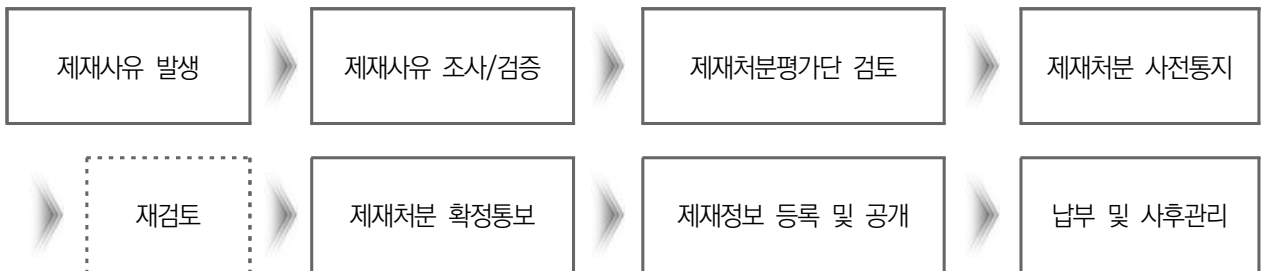 제재사유 발생
제재사유 조사/검증
제재처분평가단 검토
제재처분 사전통지
재검토
제재처분 확정통보
제재정보 등록 및 공개
납부 및 사후관리